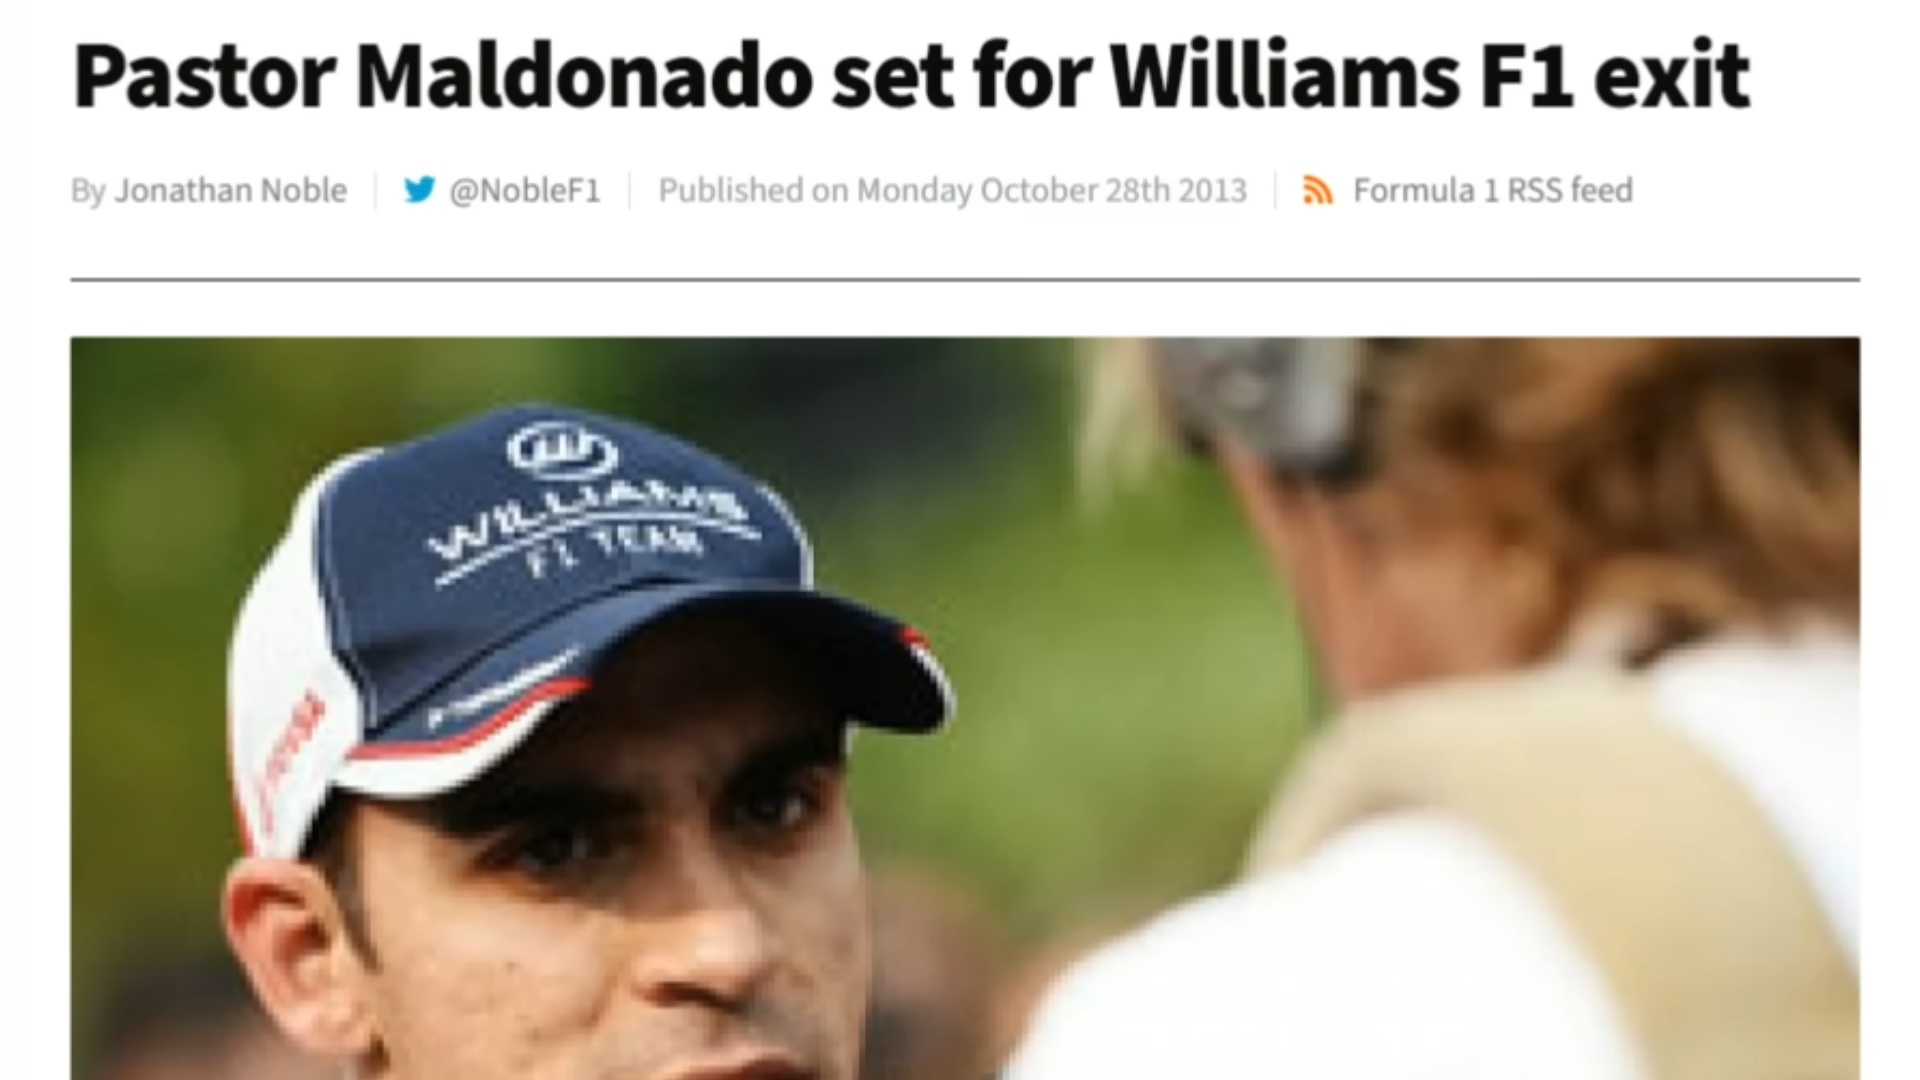 Pastor Maldonado set for Williams F1 exit
By Jonathan Noble @NobleF1 Published on Monday October 28th 2013 Formula 1 RSS feed
WILLIAMS
F1 TEAM